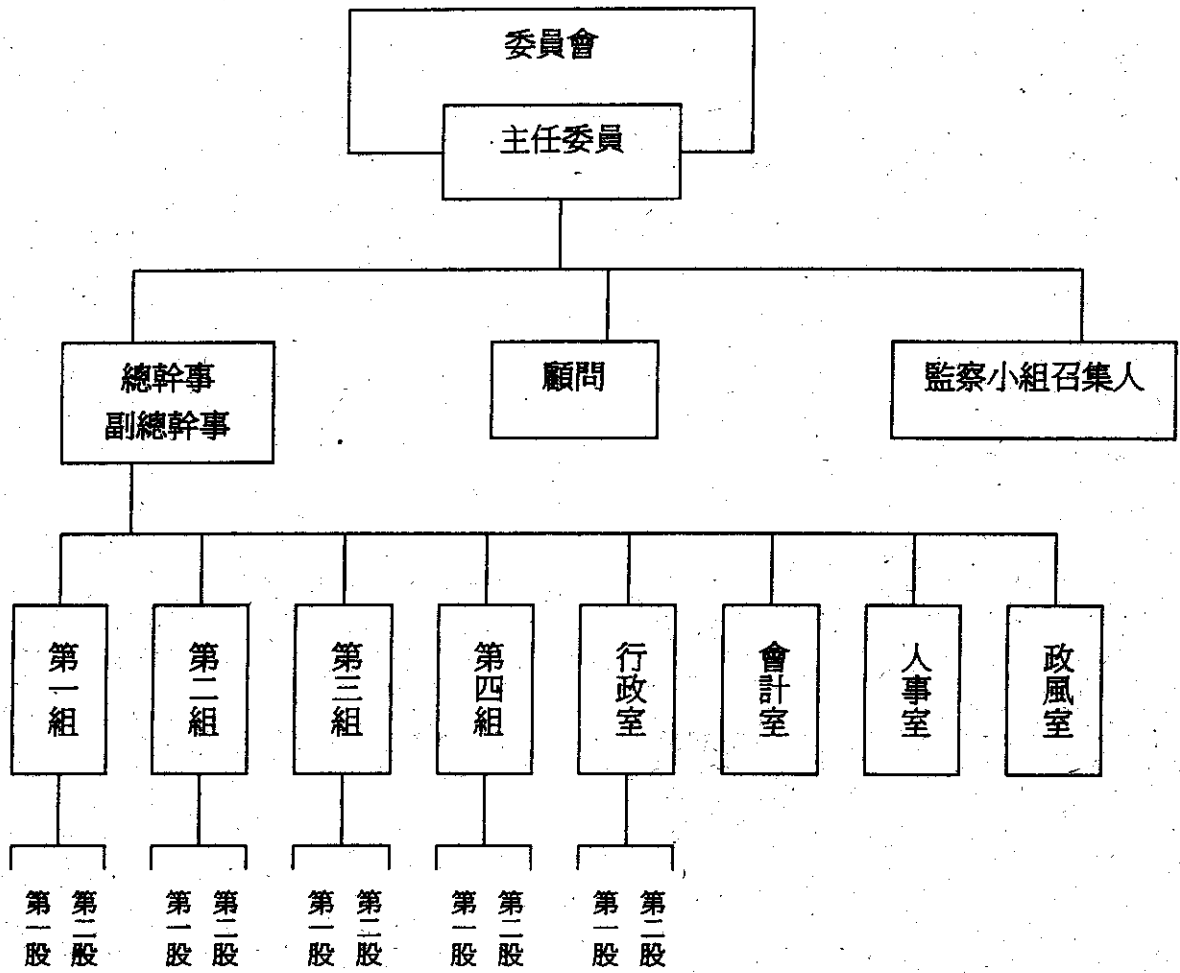 委員會
主任委員
總幹事
副總幹事
顧問
監察小組召集人
第一組
第二組
第三組
第四組
行政室
會計室
人事室
政風室
第一股
第二股
第一股
第二股
第一股
第二股
第一股
第二股
第一股
第二股